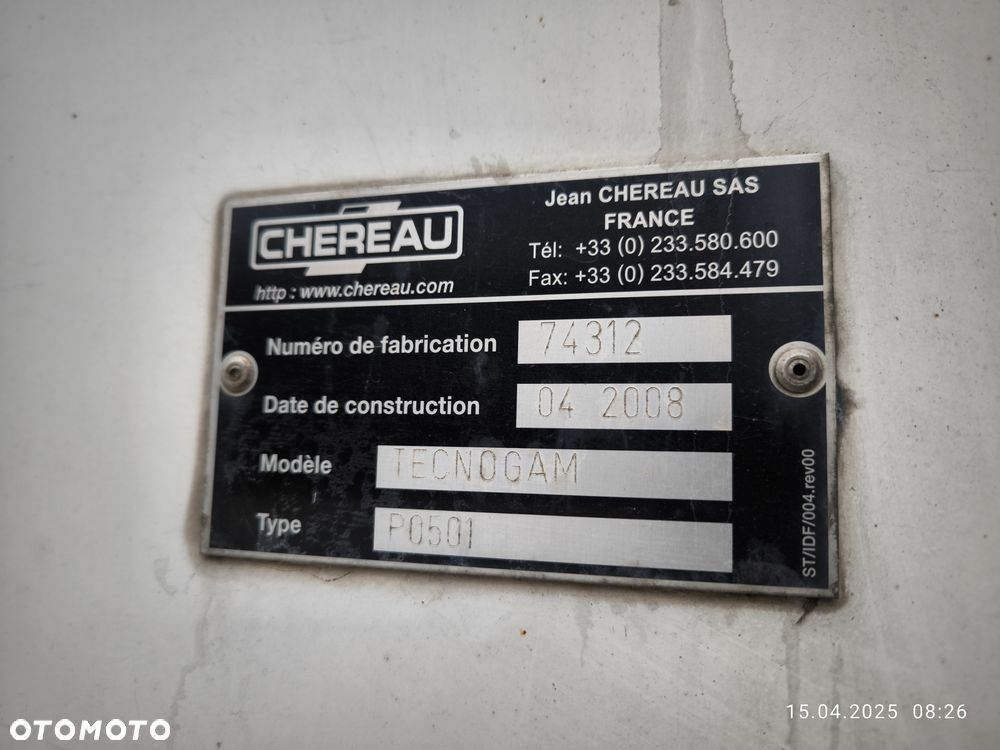 CHEREAU
http : www.chereau.com
Jean CHEREAU SAS
FRANCE
Tél: +33 (0) 233.580.600
Fax: +33 (0) 233.584.479
Numéro de fabrication 74312
Date de construction 04 2008
Modèle TECNOGAM
Type P0501
ST/IDF/004.rev00
OTOMOTO
15.04.2025 08:26